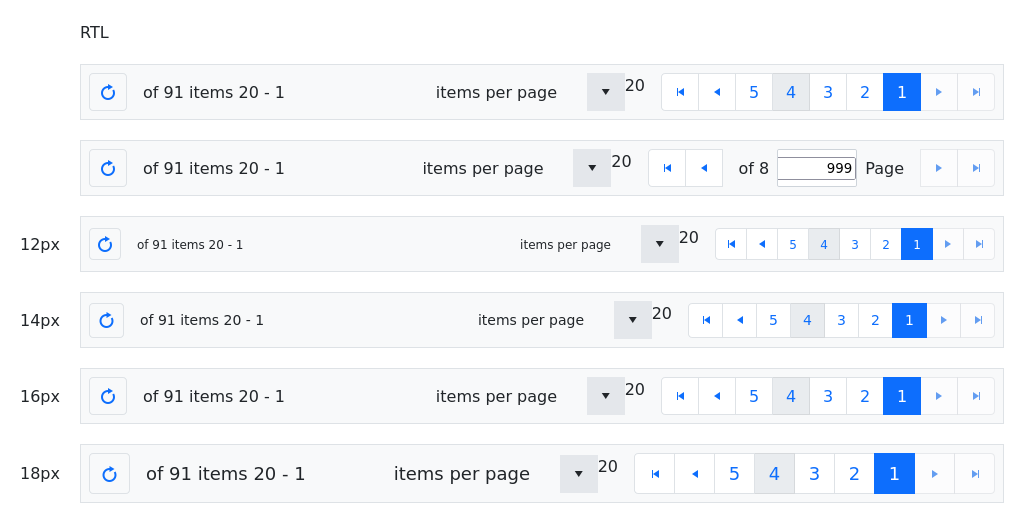 RTL
of 91 items 20 - 1 items per page 20 5 4 3 2 1
of 91 items 20 - 1 items per page 20 of 8 999 Page
12px of 91 items 20 - 1 items per page 20 5 4 3 2 1
14px of 91 items 20 - 1 items per page 20 5 4 3 2 1
16px of 91 items 20 - 1 items per page 20 5 4 3 2 1
18px of 91 items 20 - 1 items per page 20 5 4 3 2 1